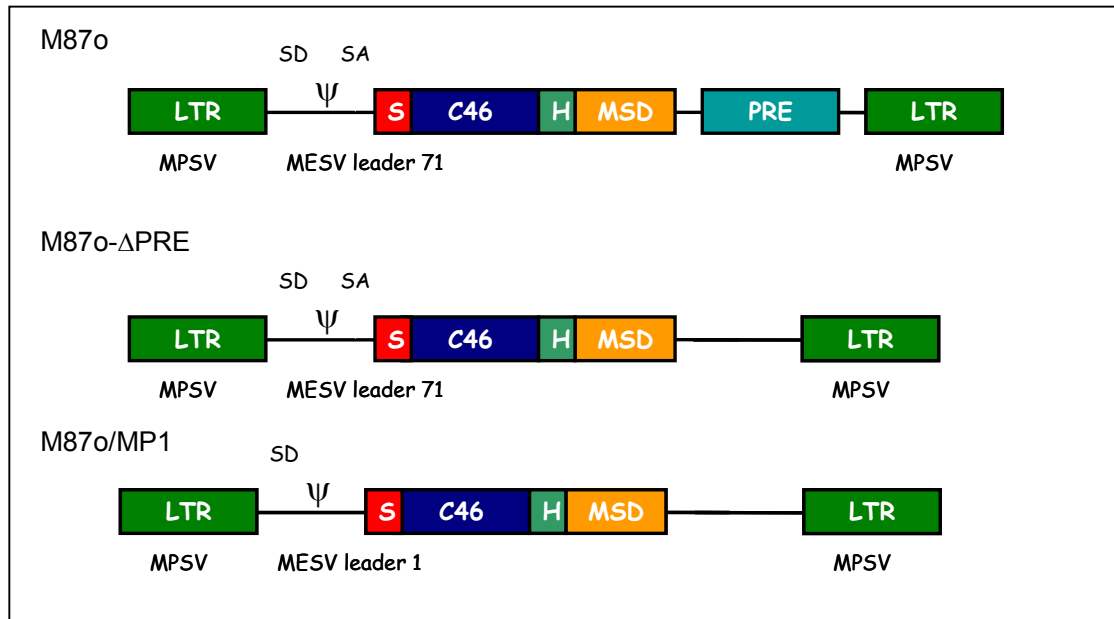 M87o
SD SA
ψ
LTR S C46 H MSD PRE LTR
MPSV MESV leader 71 MPSV
M87o-ΔPRE
SD SA
ψ
LTR S C46 H MSD LTR
MPSV MESV leader 71 MPSV
M87o/MP1
SD
ψ
LTR S C46 H MSD LTR
MPSV MESV leader 1 MPSV